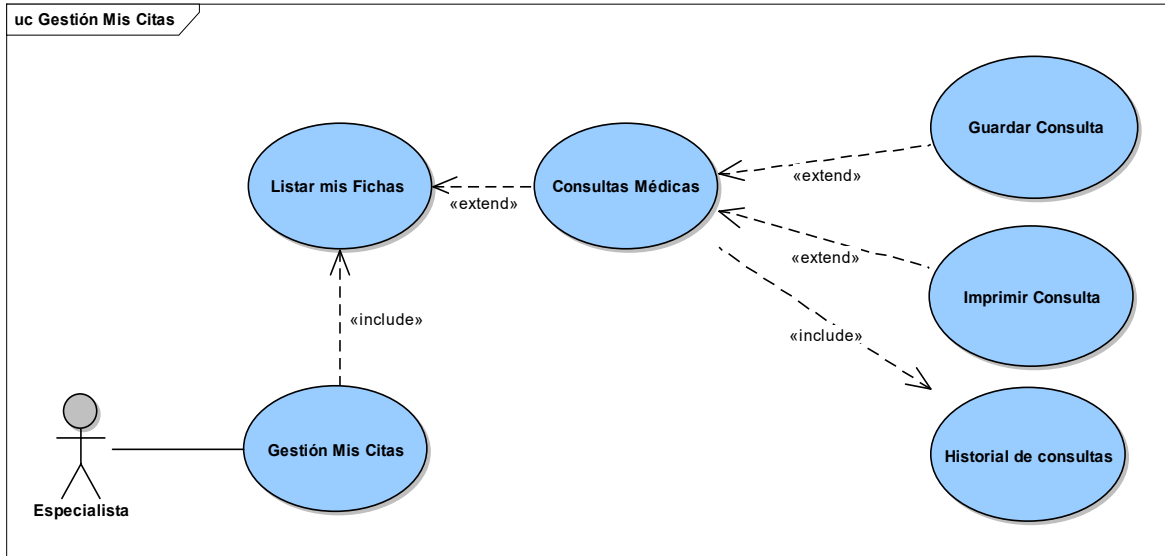 uc Gestión Mis Citas
Guardar Consulta
Listar mis Fichas
Consultas Médicas
«extend»
«extend»
«extend»
Imprimir Consulta
«include»
«include»
Gestión Mis Citas
Historial de consultas
Especialista